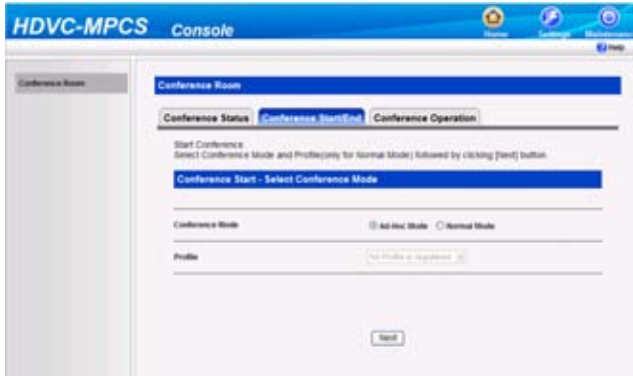 HDVC-MPCS Console
Home Settings Maintenance
Help
Conference Room
Conference Room
Conference Status Conference Start/End Conference Operation
Start Conference
Select Conference Mode and Profile(only for Normal Mode) followed by clicking [Next] button.
Conference Start - Select Conference Mode
Conference Mode Ad-Hoc Mode Normal Mode
Profile No Profile is registered
Next